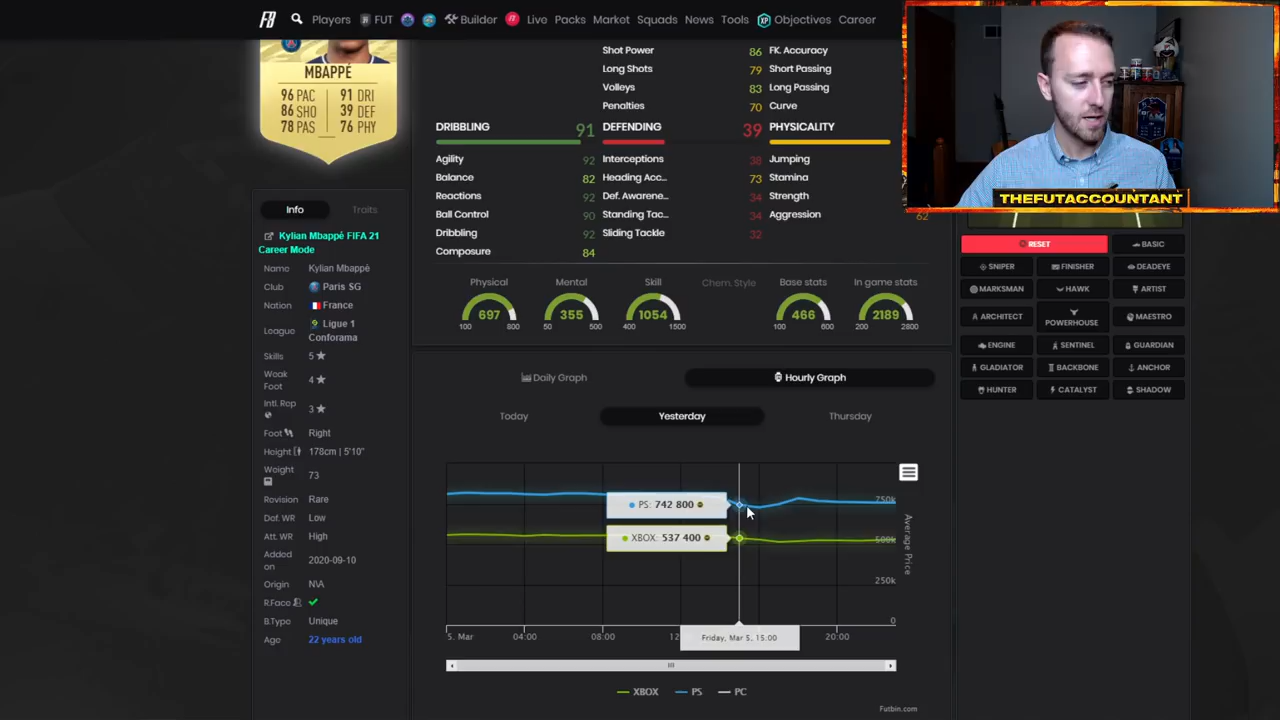 FB Players FUT Builder Live Packs Market Squads News Tools XP Objectives Career
MBAPPÉ
96 PAC 91 DRI
86 SHO 39 DEF
78 PAS 76 PHY
Info Traits
Kylian Mbappé FIFA 21
Career Mode
Name Kylian Mbappé
Club Paris SG
Nation France
League Ligue 1
Conforama
Skills 5
Weak
Foot 4
Intl. Rep 3
Foot Right
Height 178cm | 5'10"
Weight 73
Revision Rare
Def. WR Low
Att. WR High
Added
on 2020-09-10
Origin N\A
R.Face
B.Type Unique
Age 22 years old
Shot Power 86 FK. Accuracy
Long Shots 79 Short Passing
Volleys 83 Long Passing
Penalties 70 Curve
DRIBBLING 91 DEFENDING 39 PHYSICALITY
Agility 92 Interceptions 38 Jumping
Balance 82 Heading Acc... 73 Stamina
Reactions 92 Def. Awarene... 34 Strength
Ball Control 90 Standing Tac... 34 Aggression 62
Dribbling 92 Sliding Tackle 32
Composure 84
Physical Mental Skill Chem. Style Base stats In game stats
697 355 1054 466 2189
100 800 50 500 400 1500 100 600 200 2800
Daily Graph Hourly Graph
Today Yesterday Thursday
PS: 742 800
XBOX: 537 400
750k
500k
250k
0
Average Price
5. Mar 04:00 08:00 12 Friday, Mar 5, 15:00 20:00
XBOX PS PC
Futbin.com
THEFUTACCOUNTANT
RESET BASIC
SNIPER FINISHER DEADEYE
MARKSMAN HAWK ARTIST
ARCHITECT POWERHOUSE MAESTRO
ENGINE SENTINEL GUARDIAN
GLADIATOR BACKBONE ANCHOR
HUNTER CATALYST SHADOW